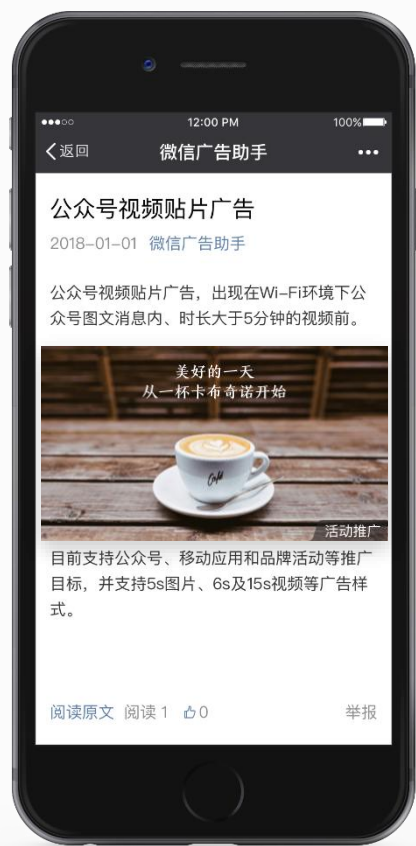 12:00 PM
100%
返回
微信广告助手
公众号视频贴片广告
2018-01-01 微信广告助手
公众号视频贴片广告，出现在Wi-Fi环境下公
众号图文消息内、时长大于5分钟的视频前。
美好的一天
从一杯卡布奇诺开始
Café
活动推广
目前支持公众号、移动应用和品牌活动等推广
目标，并支持5s图片、6s及15s视频等广告样
式。
阅读原文 阅读 1 0
举报